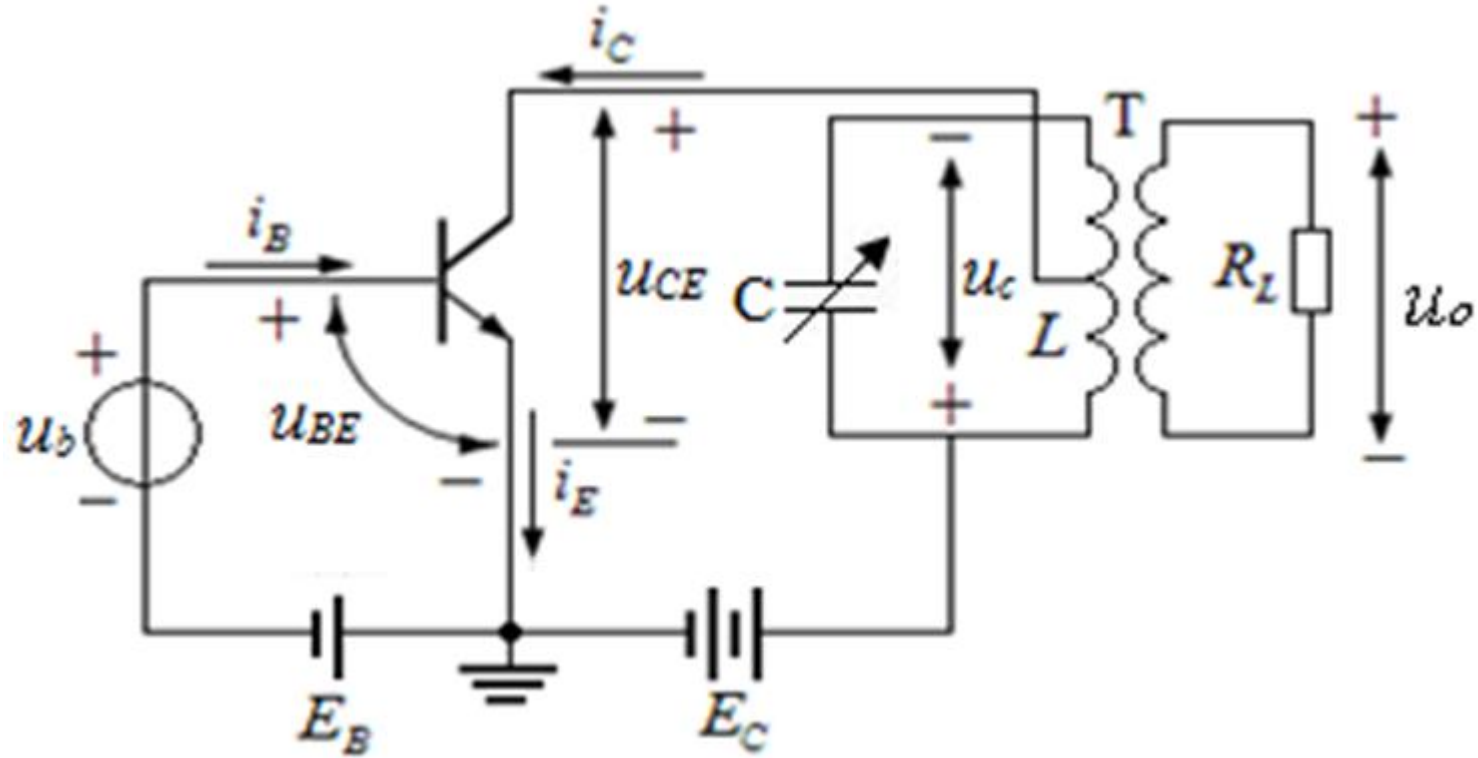 i_C
T
+
−
+
i_B
u_CE
C
u_c
L
R_L
u_o
+
+
u_b
u_BE
+
−
−
−
−
i_E
E_B
E_C